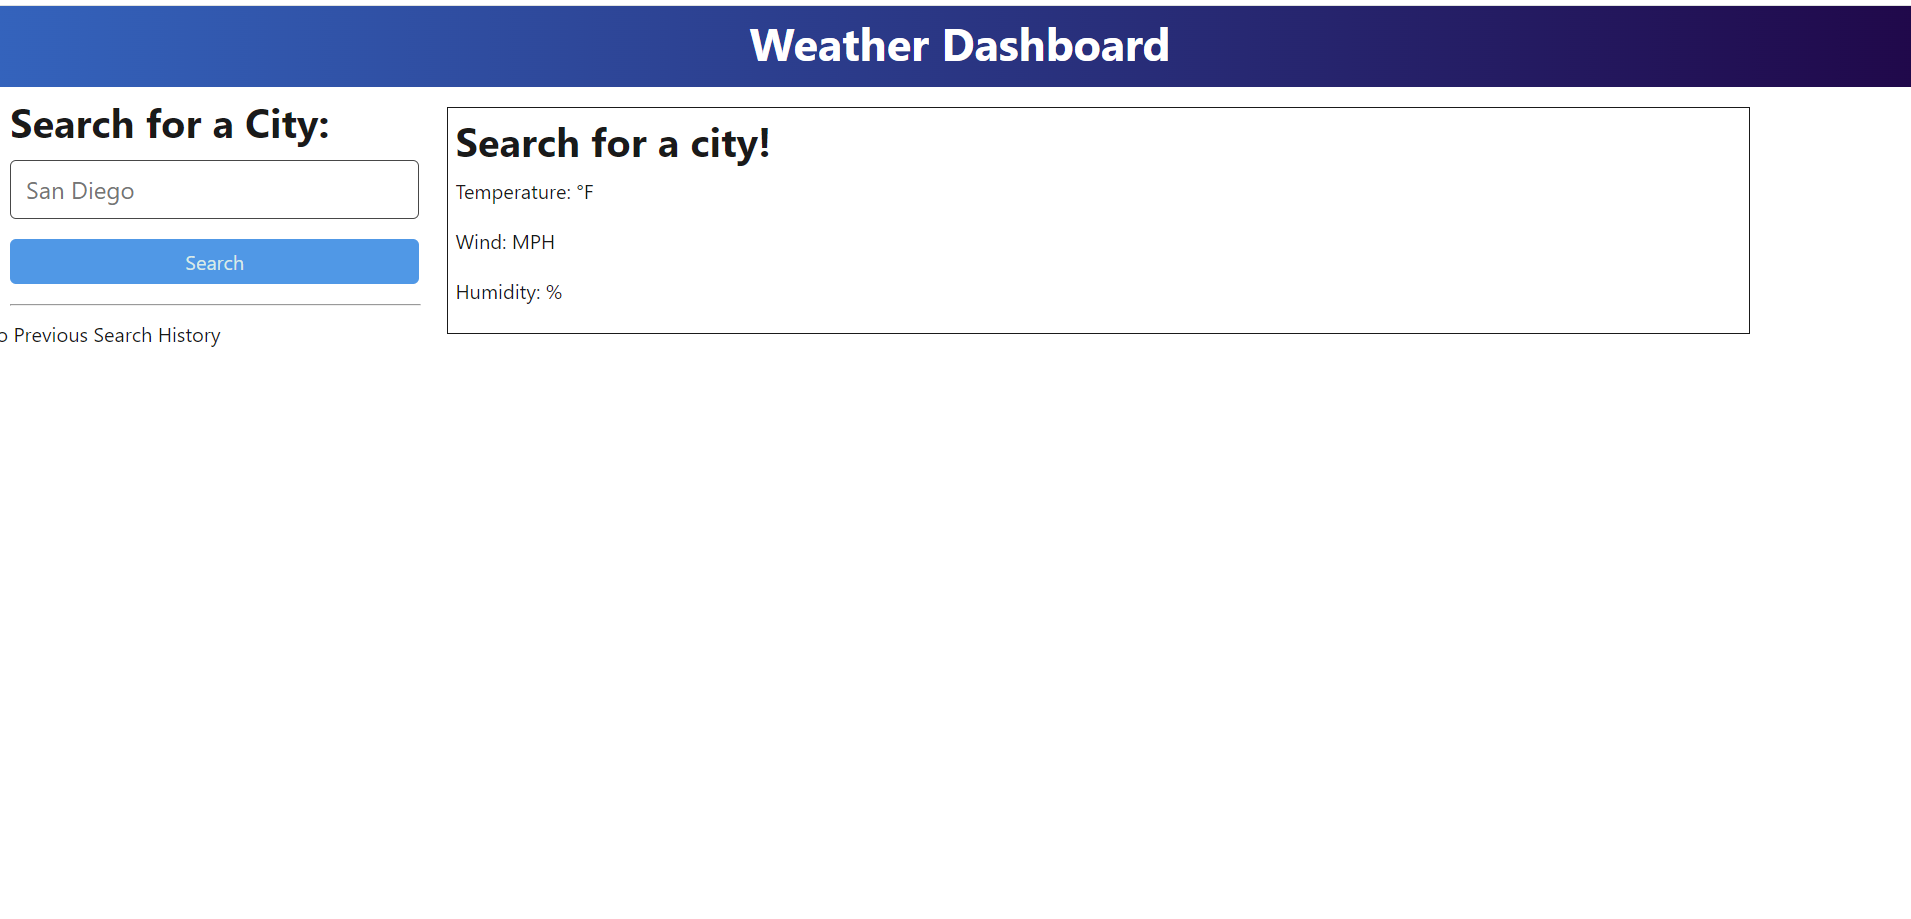 Weather Dashboard
Search for a City:
San Diego
Search
o Previous Search History
Search for a city!
Temperature: °F
Wind: MPH
Humidity: %